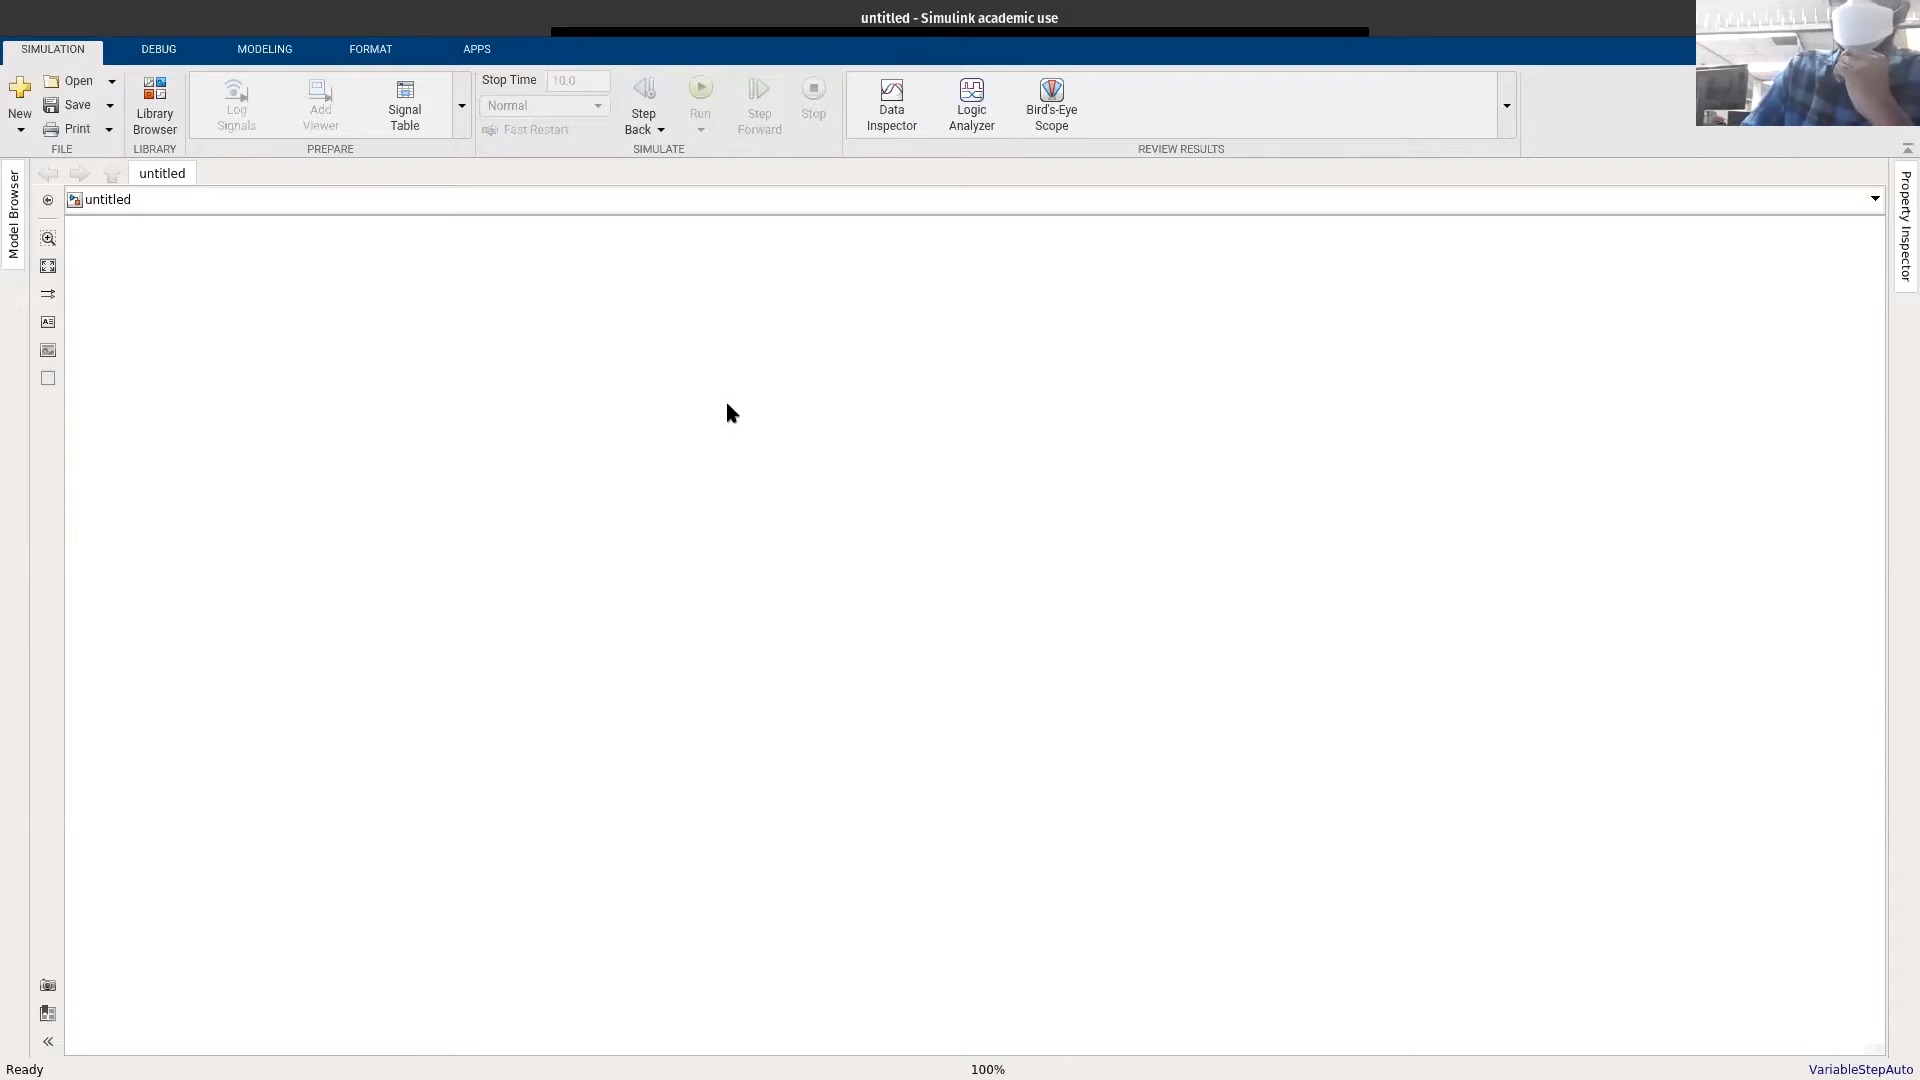 untitled - Simulink academic use
SIMULATION DEBUG MODELING FORMAT APPS
New
Open
Save
Print
FILE
Library
Browser
LIBRARY
Log
Signals
Add
Viewer
Signal
Table
PREPARE
Stop Time 10.0
Normal
Fast Restart
Step
Back
Run
Step
Forward
Stop
SIMULATE
Data
Inspector
Logic
Analyzer
Bird's-Eye
Scope
REVIEW RESULTS
Model Browser
untitled
untitled
Property Inspector
Ready 100% VariableStepAuto